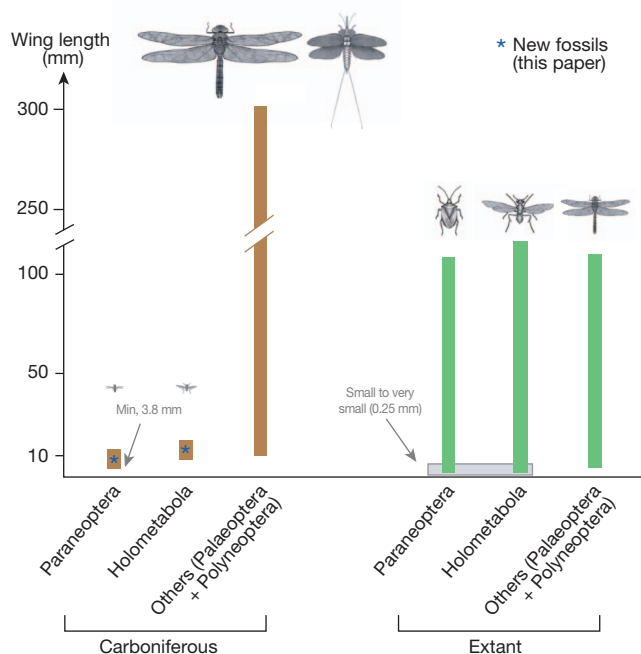 Wing length
(mm)
* New fossils
(this paper)
300
250
100
50
10
Min, 3.8 mm
*
*
Small to very
small (0.25 mm)
Paraneoptera
Holometabola
Others (Palaeoptera
+ Polyneoptera)
Paraneoptera
Holometabola
Others (Palaeoptera
+ Polyneoptera)
Carboniferous
Extant